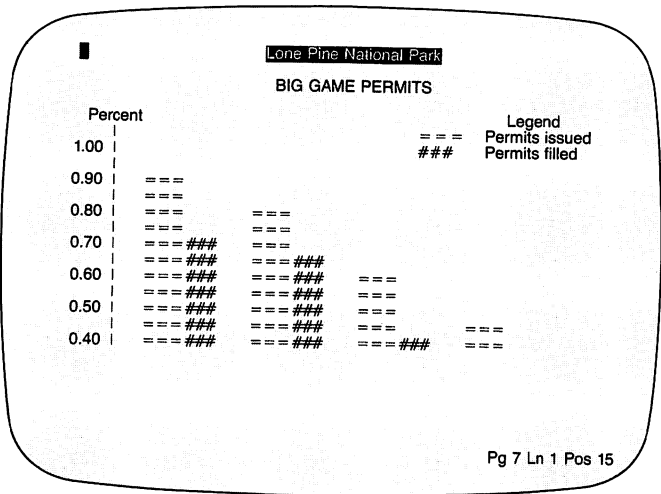 Lone Pine National Park
BIG GAME PERMITS
Percent
Legend
=== Permits issued
### Permits filled
1.00 |
|
0.90 | ===
| ===
0.80 | === ===
| === ===
0.70 | ===### ===
| ===### ===###
0.60 | ===### ===### ===
| ===### ===### ===
0.50 | ===### ===### ===
| ===### ===### === ===
0.40 | ===### ===### ===### ===
Pg 7 Ln 1 Pos 15